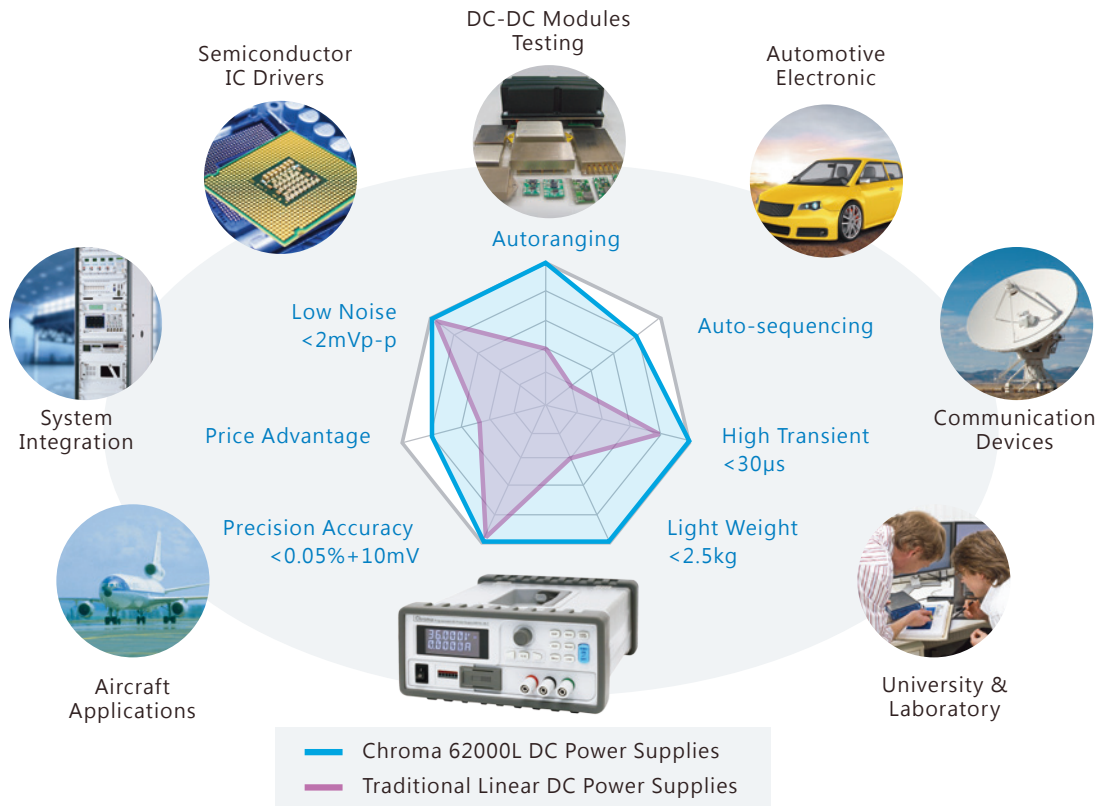 DC-DC Modules
Testing
Semiconductor
IC Drivers
Automotive
Electronic
Autoranging
Low Noise
<2mVp-p
Auto-sequencing
System
Integration
Price Advantage
High Transient
<30µs
Communication
Devices
Precision Accuracy
<0.05%+10mV
Light Weight
<2.5kg
Aircraft
Applications
University &
Laboratory
Chroma 62000L DC Power Supplies
Traditional Linear DC Power Supplies